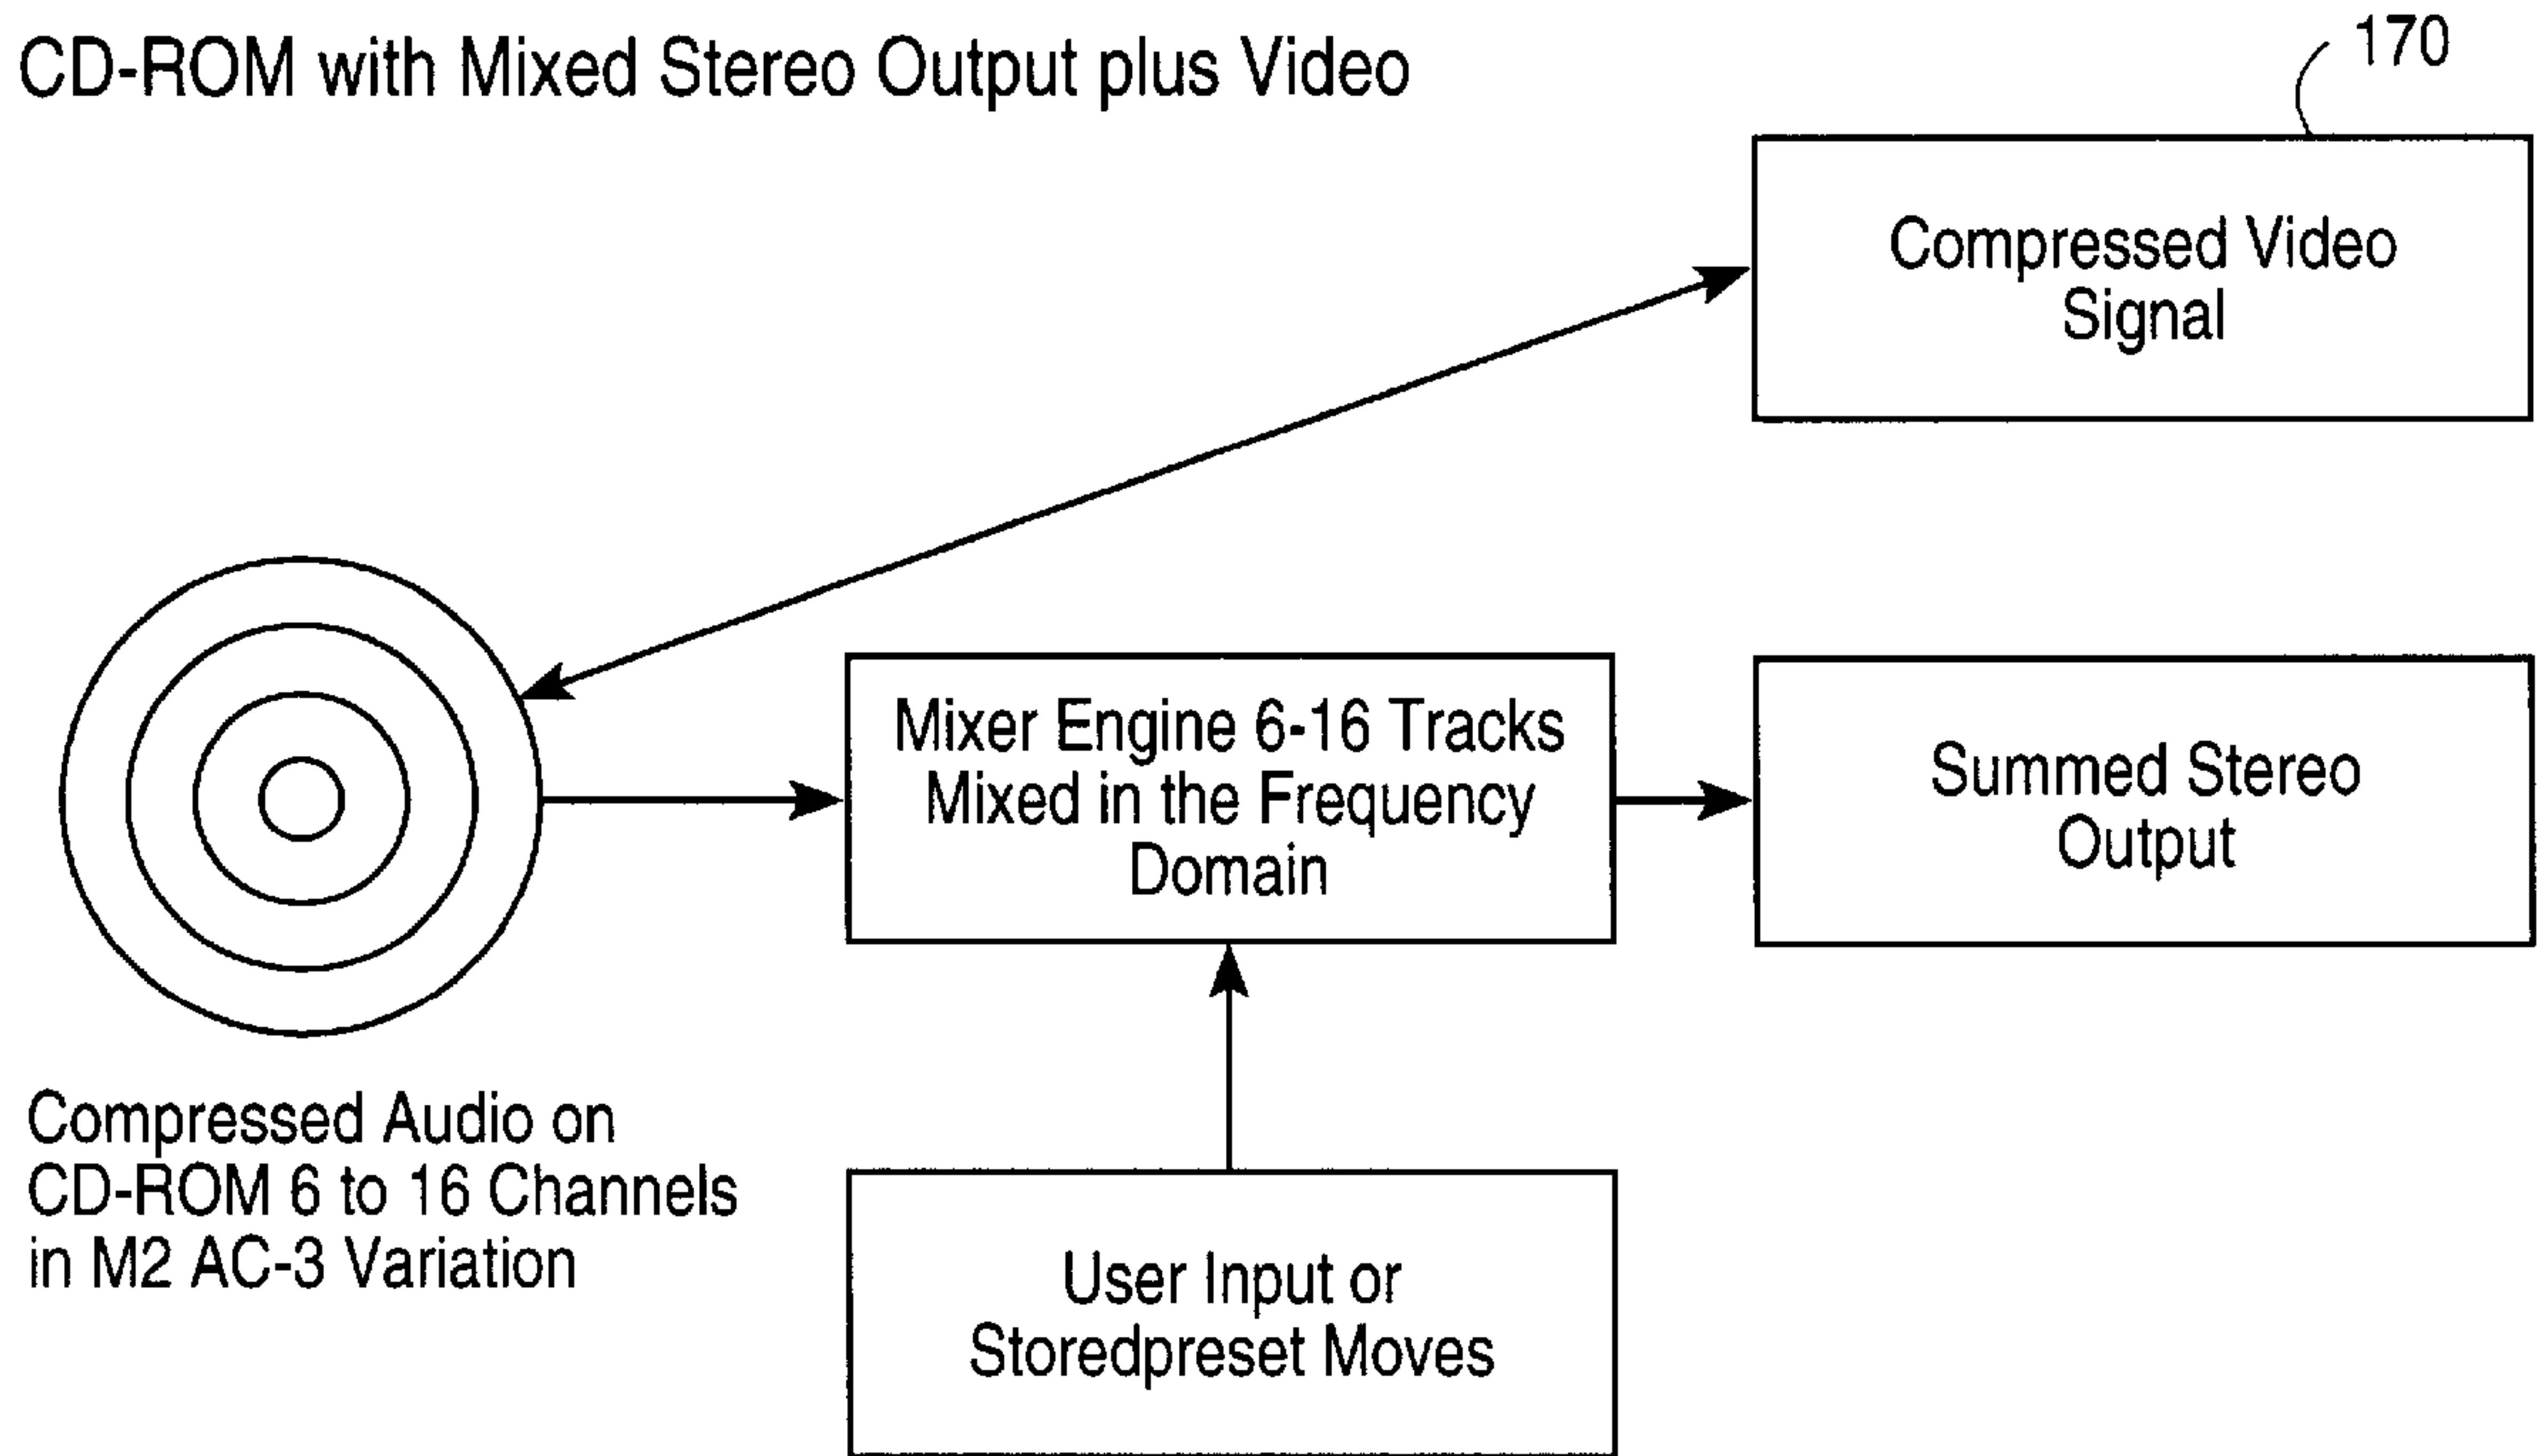 CD-ROM with Mixed Stereo Output plus Video
170
Compressed Video
Signal
Mixer Engine 6-16 Tracks
Mixed in the Frequency
Domain
Summed Stereo
Output
Compressed Audio on
CD-ROM 6 to 16 Channels
in M2 AC-3 Variation
User Input or
Storedpreset Moves